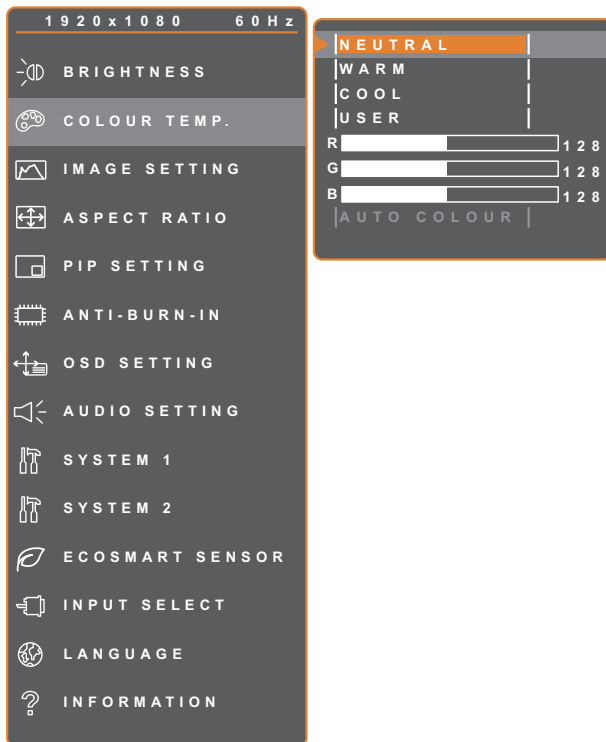 1920x1080 60Hz
BRIGHTNESS
COLOUR TEMP.
IMAGE SETTING
ASPECT RATIO
PIP SETTING
ANTI-BURN-IN
OSD SETTING
AUDIO SETTING
SYSTEM 1
SYSTEM 2
ECOSMART SENSOR
INPUT SELECT
LANGUAGE
INFORMATION
NEUTRAL
WARM
COOL
USER
R 128
G 128
B 128
AUTO COLOUR